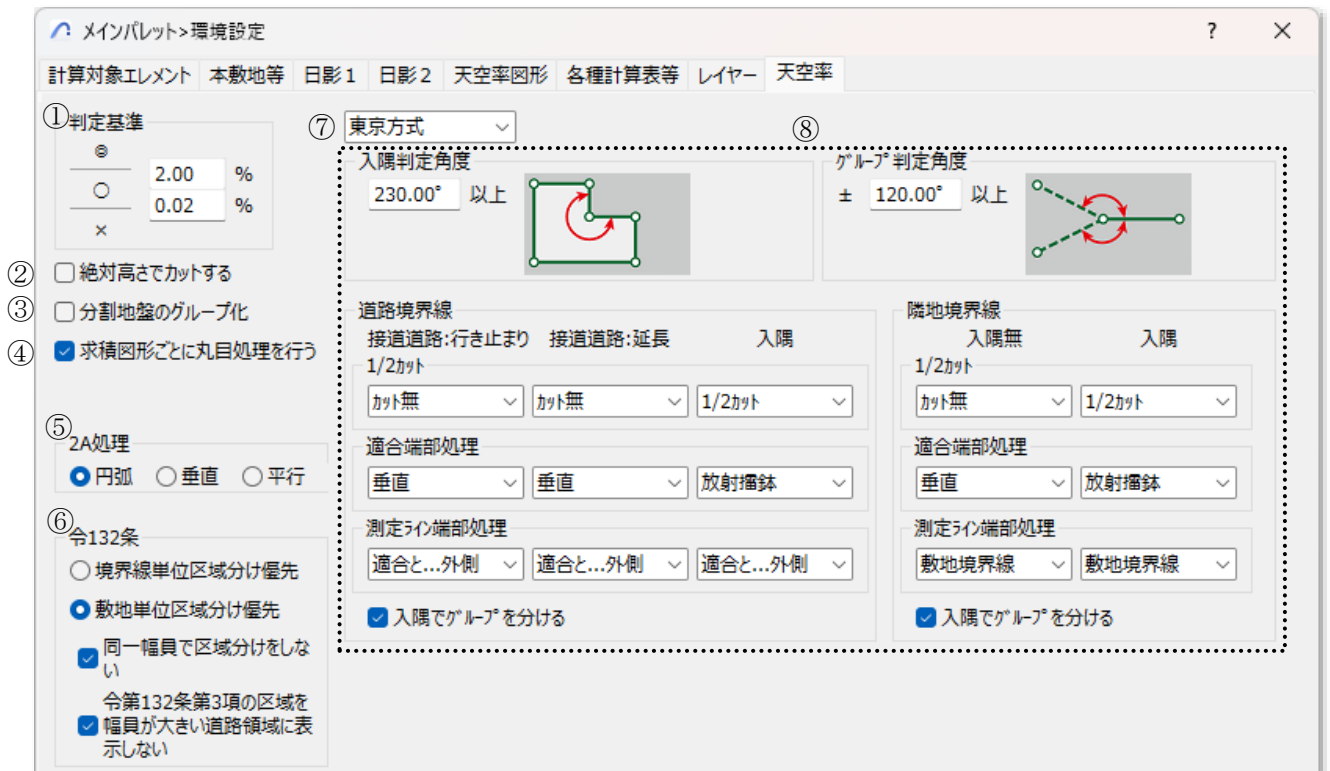 メインパレット>環境設定
?
計算対象エレメント 本敷地等 日影1 日影2 天空率図形 各種計算表等 レイヤー 天空率
① 判定基準
◎
2.00 %
○
0.02 %
×
② 絶対高さでカットする
③ 分割地盤のグループ化
④ 求積図形ごとに丸目処理を行う
⑤
2A処理
円弧 垂直 平行
⑥
令132条
境界線単位区域分け優先
敷地単位区域分け優先
同一幅員で区域分けをしな
い
令第132条第3項の区域を
幅員が大きい道路領域に表
示しない
⑦ 東京方式
⑧
入隅判定角度
230.00° 以上
ｸﾞﾙｰﾌﾟ判定角度
± 120.00° 以上
道路境界線
接道道路:行き止まり 接道道路:延長 入隅
1/2ｶｯﾄ
ｶｯﾄ無 ｶｯﾄ無 1/2ｶｯﾄ
適合端部処理
垂直 垂直 放射擂鉢
測定ﾗｲﾝ端部処理
適合と...外側 適合と...外側 適合と...外側
入隅でｸﾞﾙｰﾌﾟを分ける
隣地境界線
入隅無 入隅
1/2ｶｯﾄ
ｶｯﾄ無 1/2ｶｯﾄ
適合端部処理
垂直 放射擂鉢
測定ﾗｲﾝ端部処理
敷地境界線 敷地境界線
入隅でｸﾞﾙｰﾌﾟを分ける